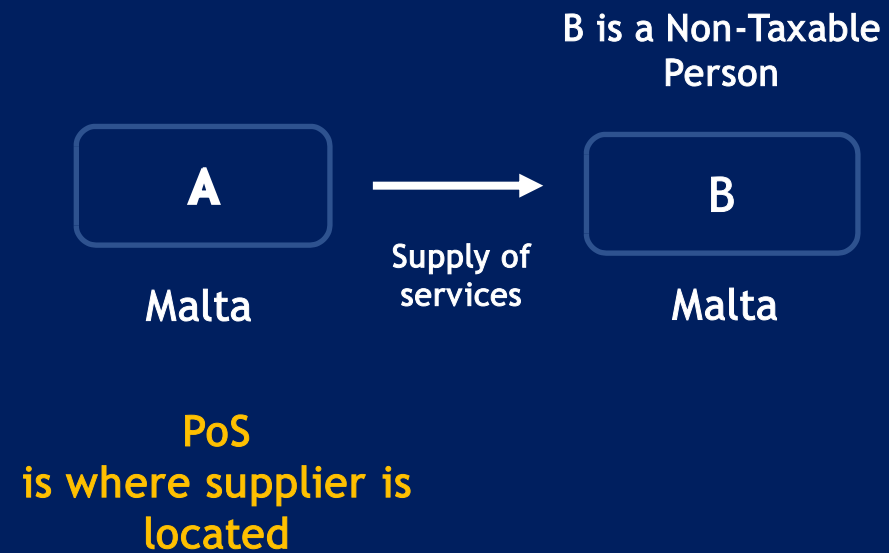 B is a Non-Taxable
Person
A
B
Supply of
services
Malta
Malta
PoS
is where supplier is
located